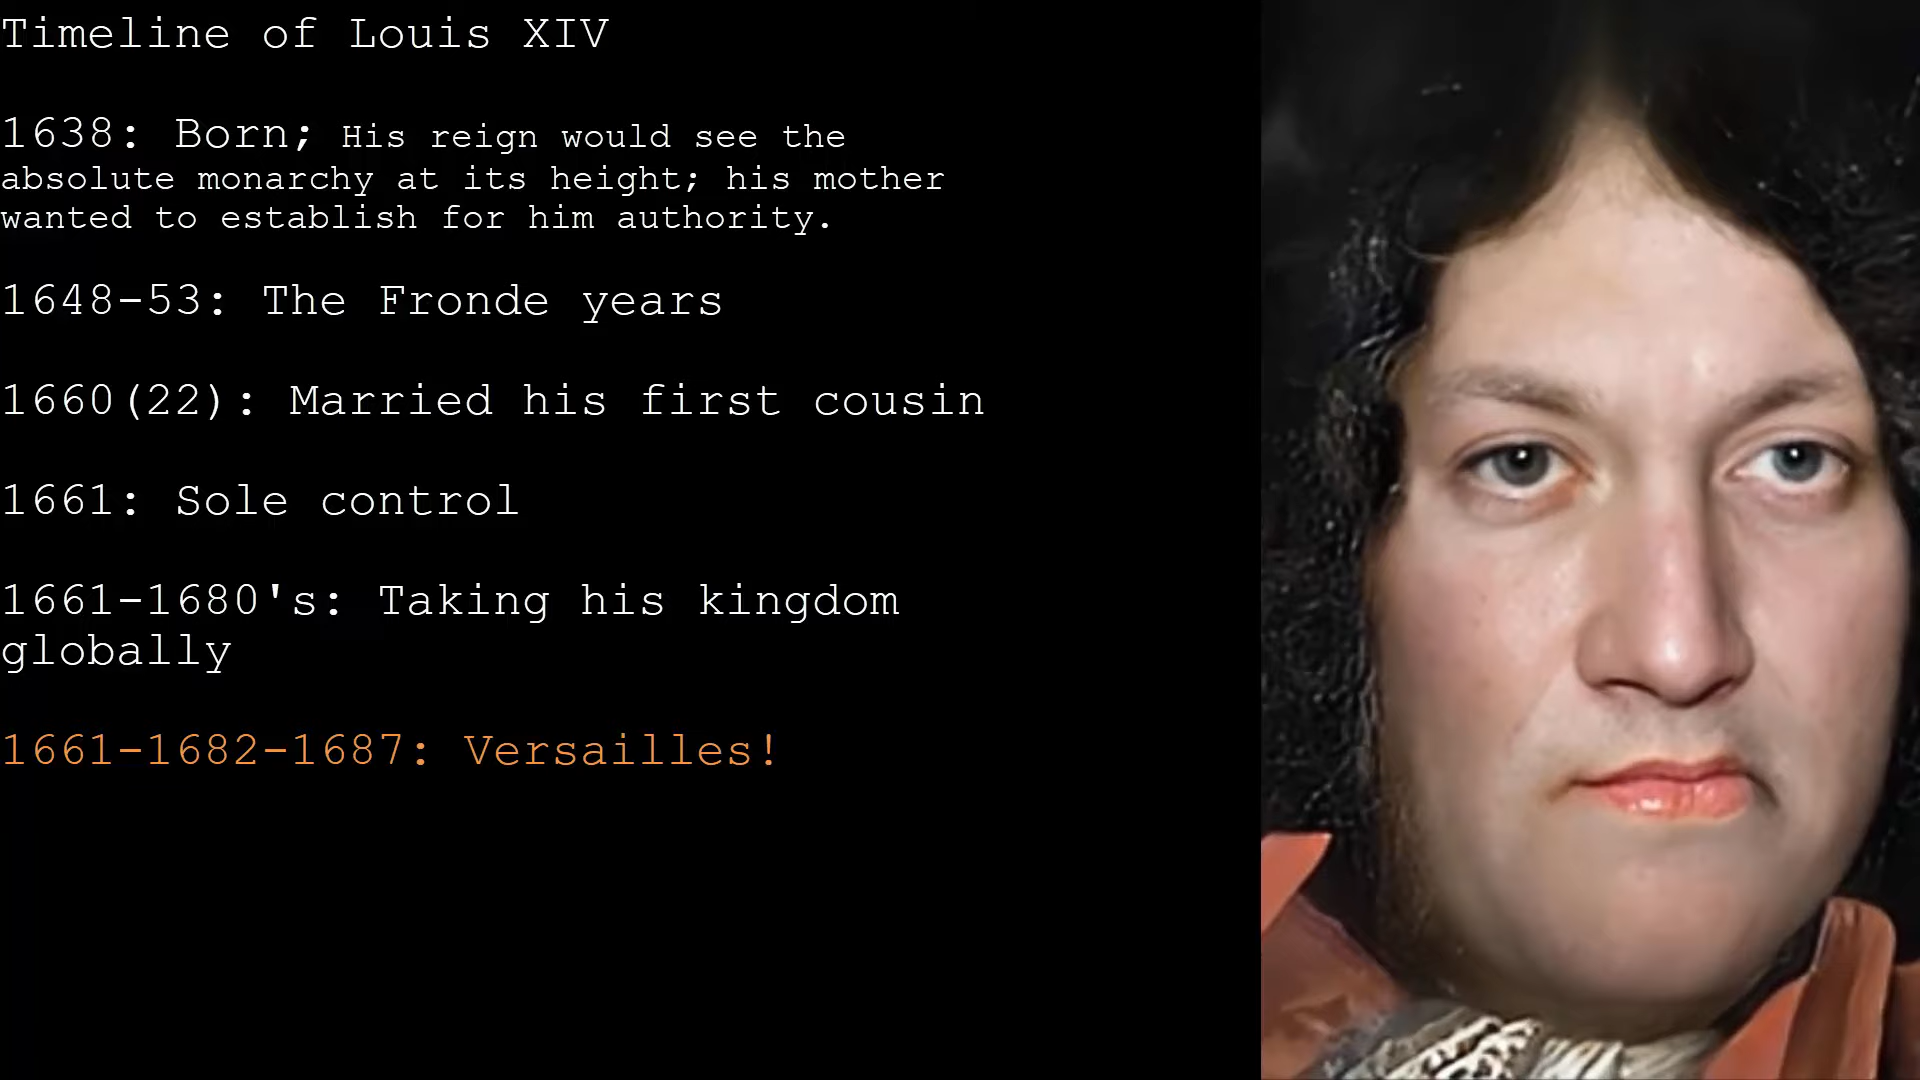 Timeline of Louis XIV
1638: Born; His reign would see the
absolute monarchy at its height; his mother
wanted to establish for him authority.
1648-53: The Fronde years
1660(22): Married his first cousin
1661: Sole control
1661-1680's: Taking his kingdom
globally
1661-1682-1687: Versailles!